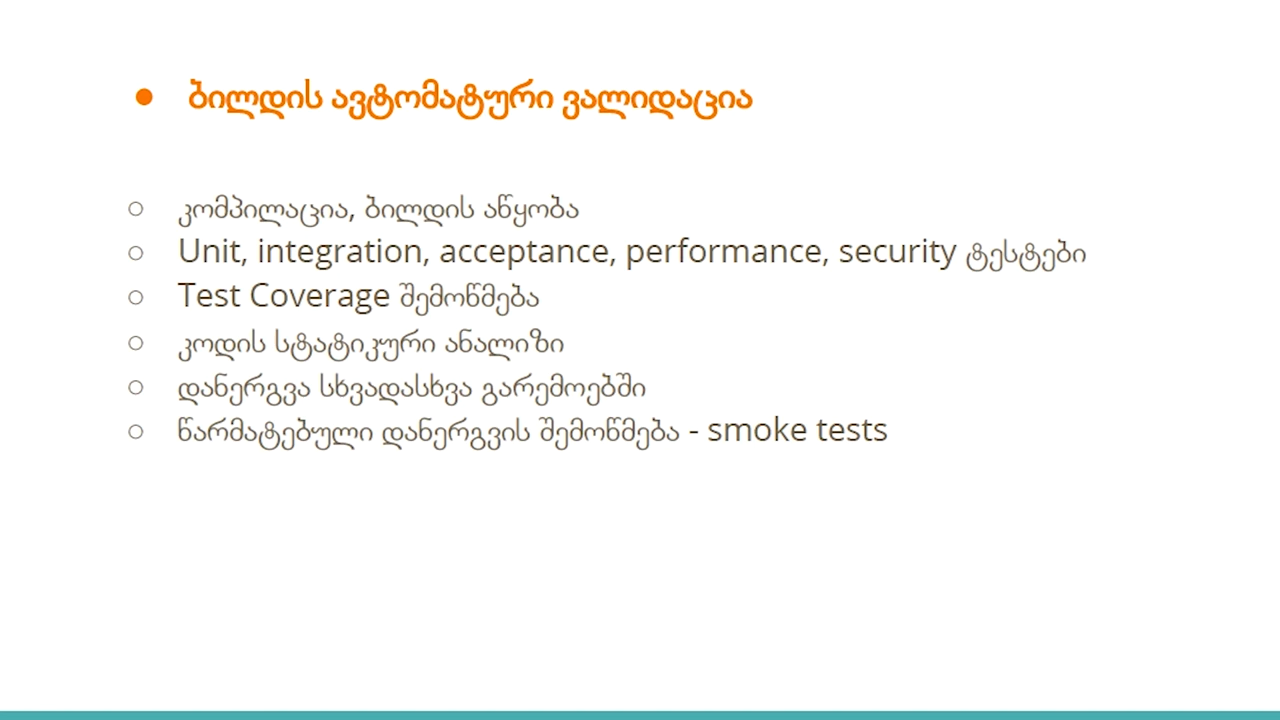 ● ბილდის ავტომატური ვალიდაცია
○ კომპილაცია, ბილდის აწყობა
○ Unit, integration, acceptance, performance, security ტესტები
○ Test Coverage შემოწმება
○ კოდის სტატიკური ანალიზი
○ დანერგვა სხვადასხვა გარემოებში
○ წარმატებული დანერგვის შემოწმება - smoke tests